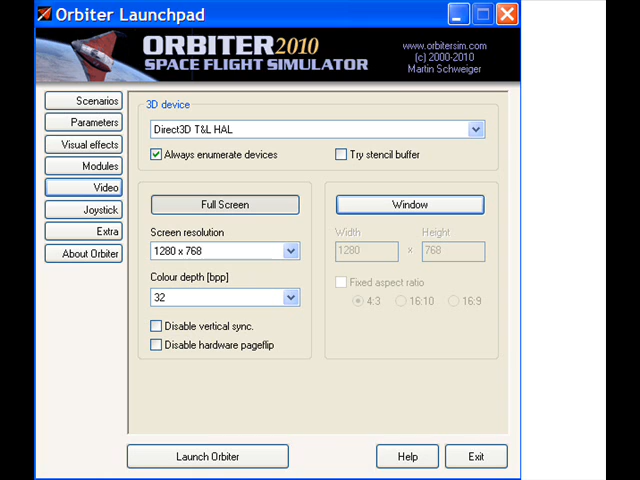 Orbiter Launchpad
ORBITER2010
SPACE FLIGHT SIMULATOR
www.orbitersim.com
(c) 2000-2010
Martin Schweiger
Scenarios
Parameters
Visual effects
Modules
Video
Joystick
Extra
About Orbiter
3D device
Direct3D T&L HAL
Always enumerate devices
Try stencil buffer
Full Screen
Screen resolution
1280 x 768
Colour depth [bpp]
32
Disable vertical sync.
Disable hardware pageflip
Window
Width Height
1280 x 768
Fixed aspect ratio
4:3 16:10 16:9
Launch Orbiter
Help
Exit